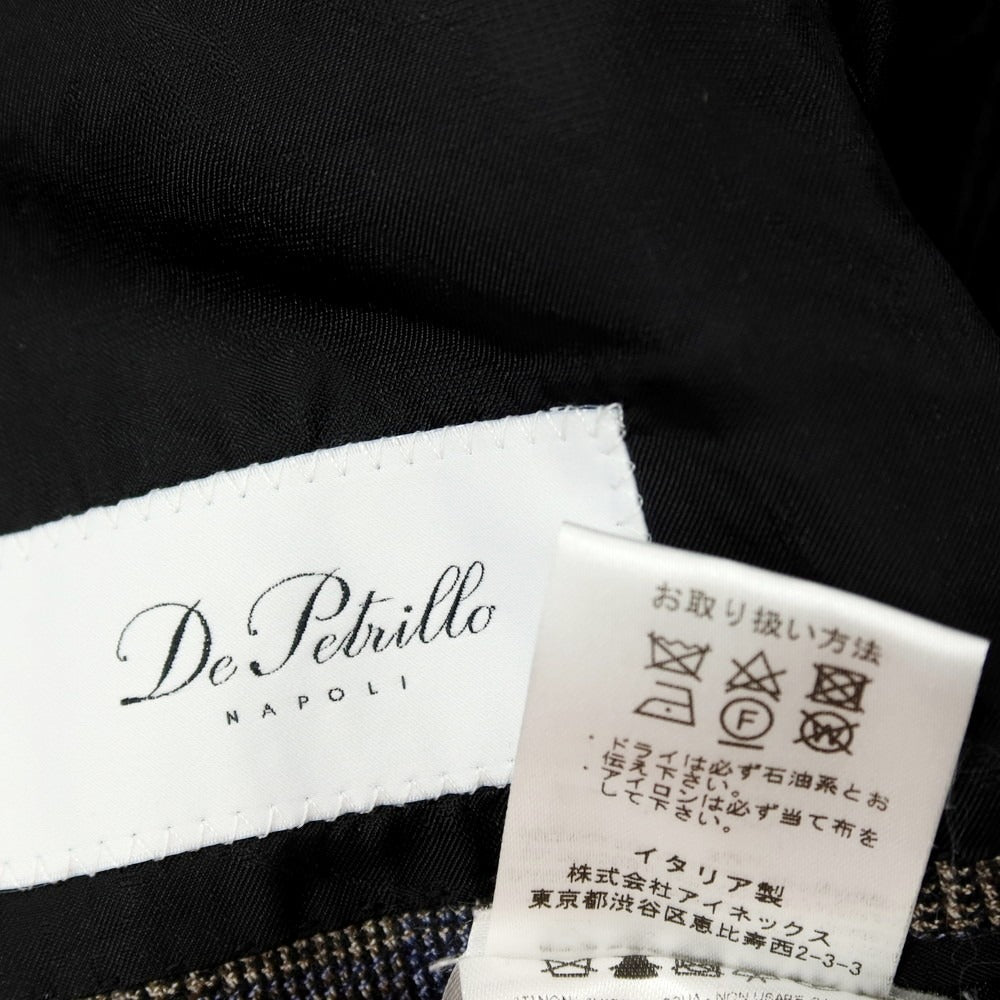 De Petrillo
NAPOLI
お取り扱い方法
F
W
・ドライは必ず石油系とお
伝え下さい。
・アイロンは必ず当て布を
して下さい。
イタリア製
株式会社アイネックス
東京都渋谷区恵比寿西2-3-3
NON USARE